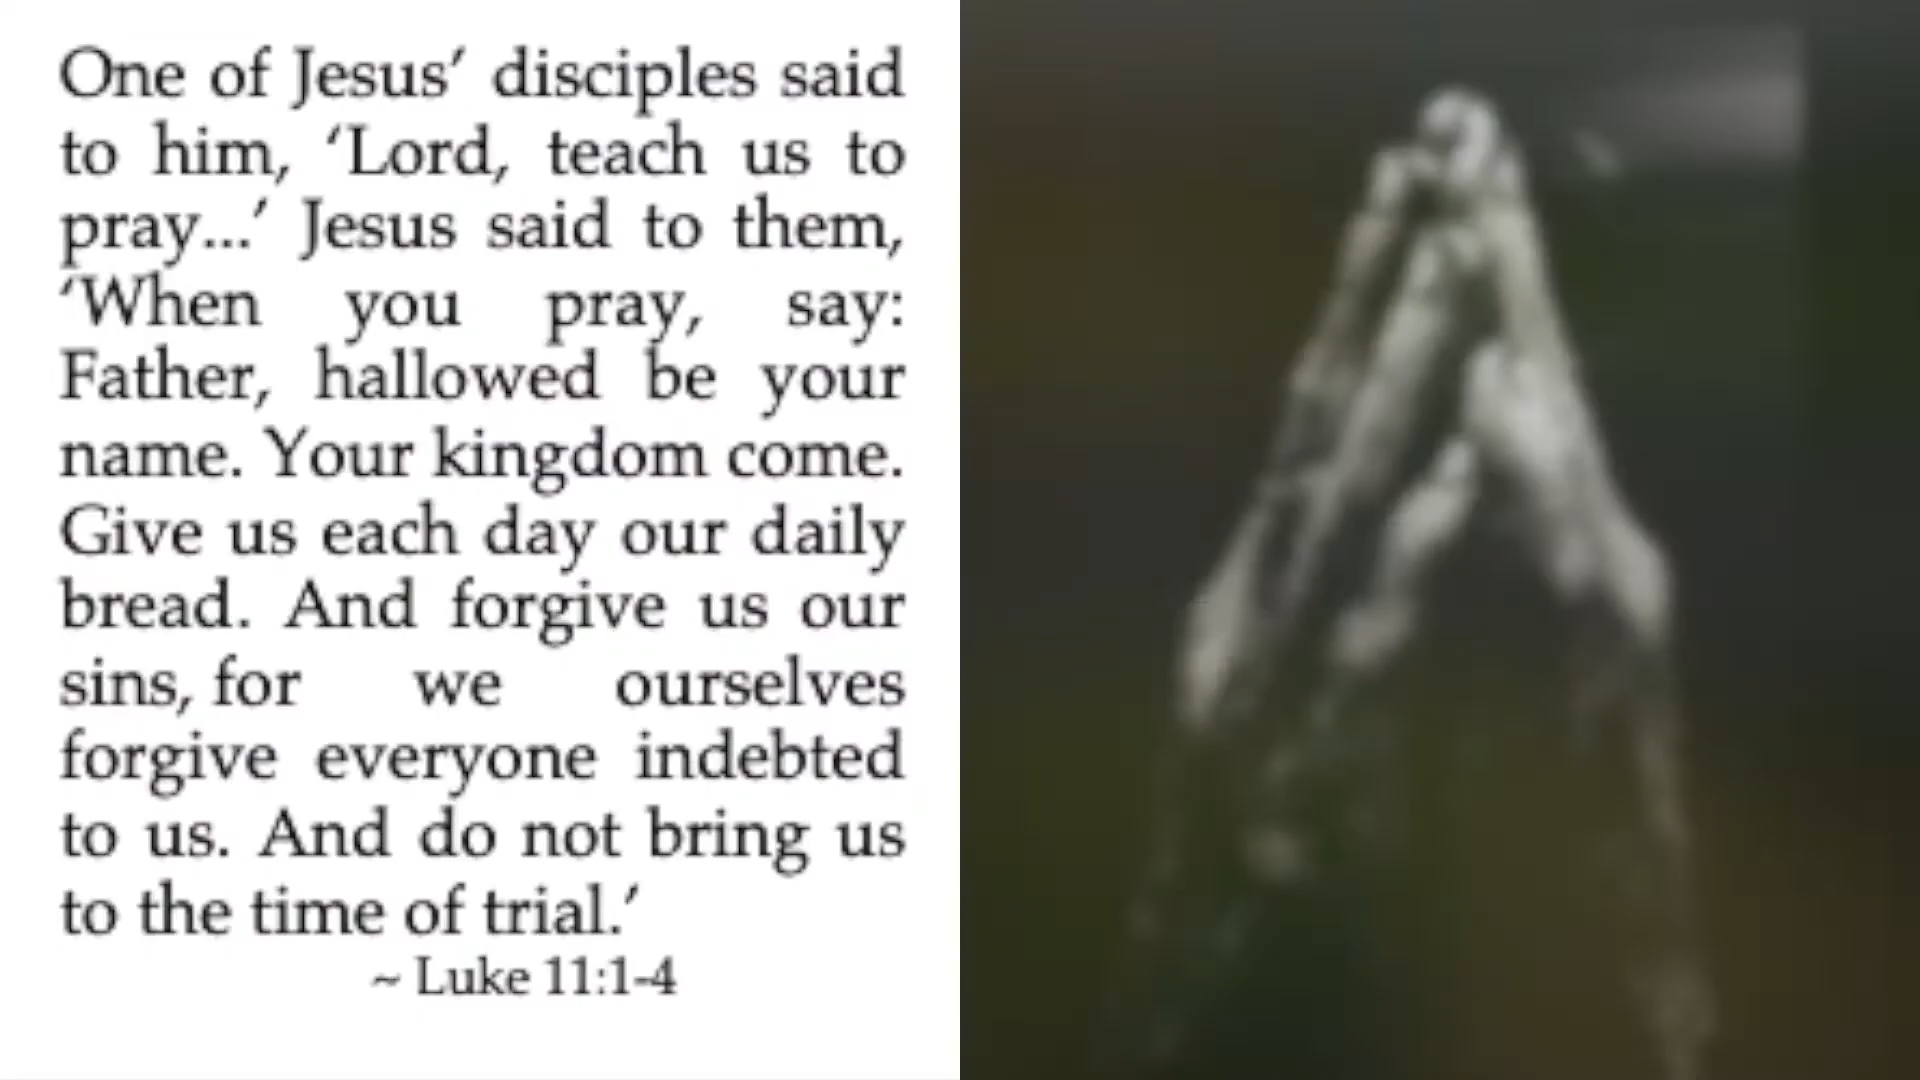 One of Jesus’ disciples said
to him, ‘Lord, teach us to
pray...’ Jesus said to them,
‘When you pray, say:
Father, hallowed be your
name. Your kingdom come.
Give us each day our daily
bread. And forgive us our
sins, for we ourselves
forgive everyone indebted
to us. And do not bring us
to the time of trial.’
~ Luke 11:1-4